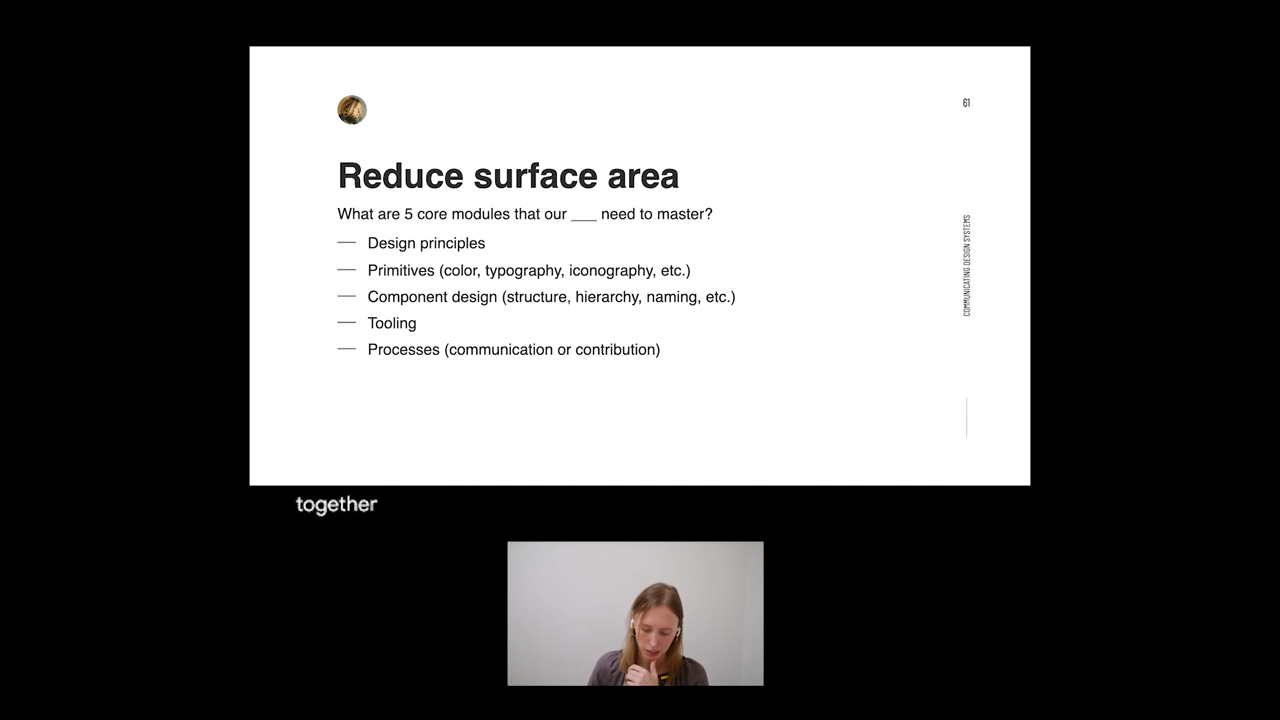 61
Reduce surface area
What are 5 core modules that our ___ need to master?
— Design principles
— Primitives (color, typography, iconography, etc.)
— Component design (structure, hierarchy, naming, etc.)
— Tooling
— Processes (communication or contribution)
COMMUNICATING DESIGN SYSTEMS
together